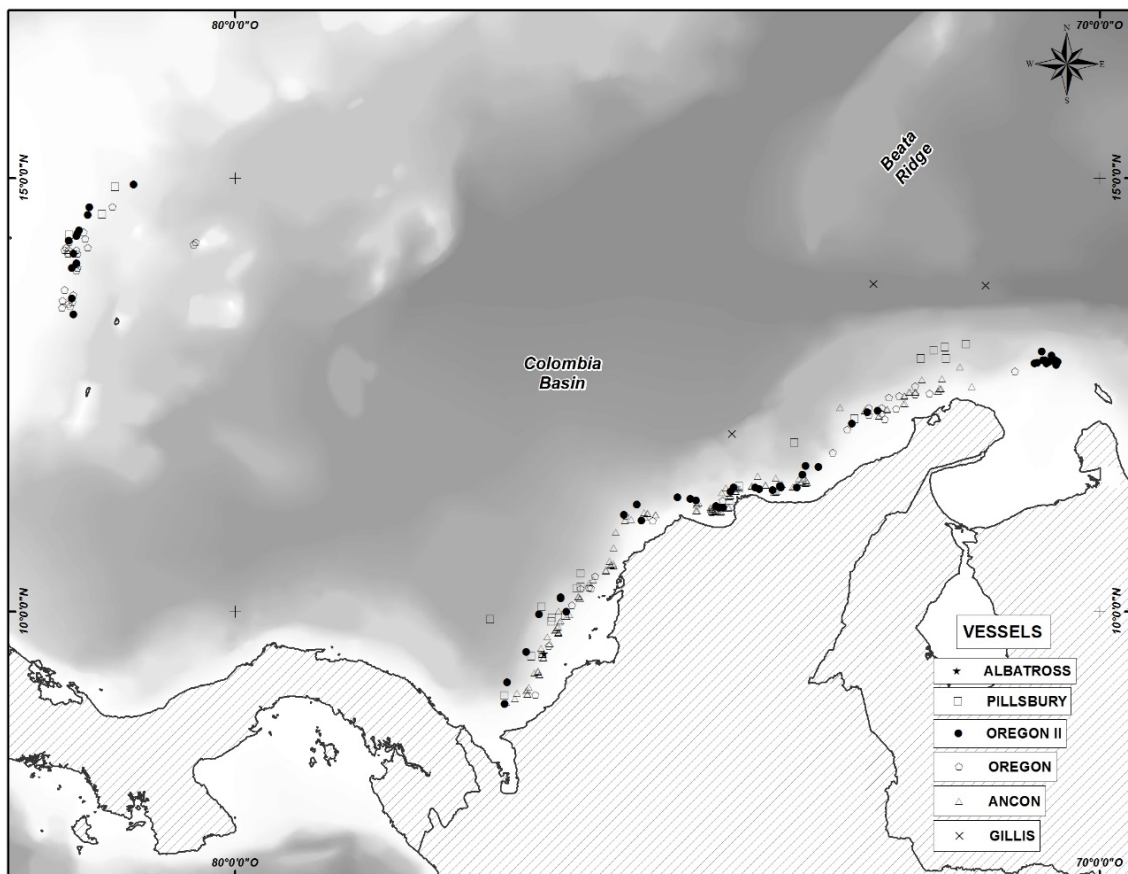 80°0'0"O
70°0'0"O
N
W
E
S
15°0'0"N
15°0'0"N
Beata
Ridge
Colombia
Basin
10°0'0"N
10°0'0"N
VESSELS
ALBATROSS
PILLSBURY
OREGON II
OREGON
ANCON
GILLIS
80°0'0"O
70°0'0"O